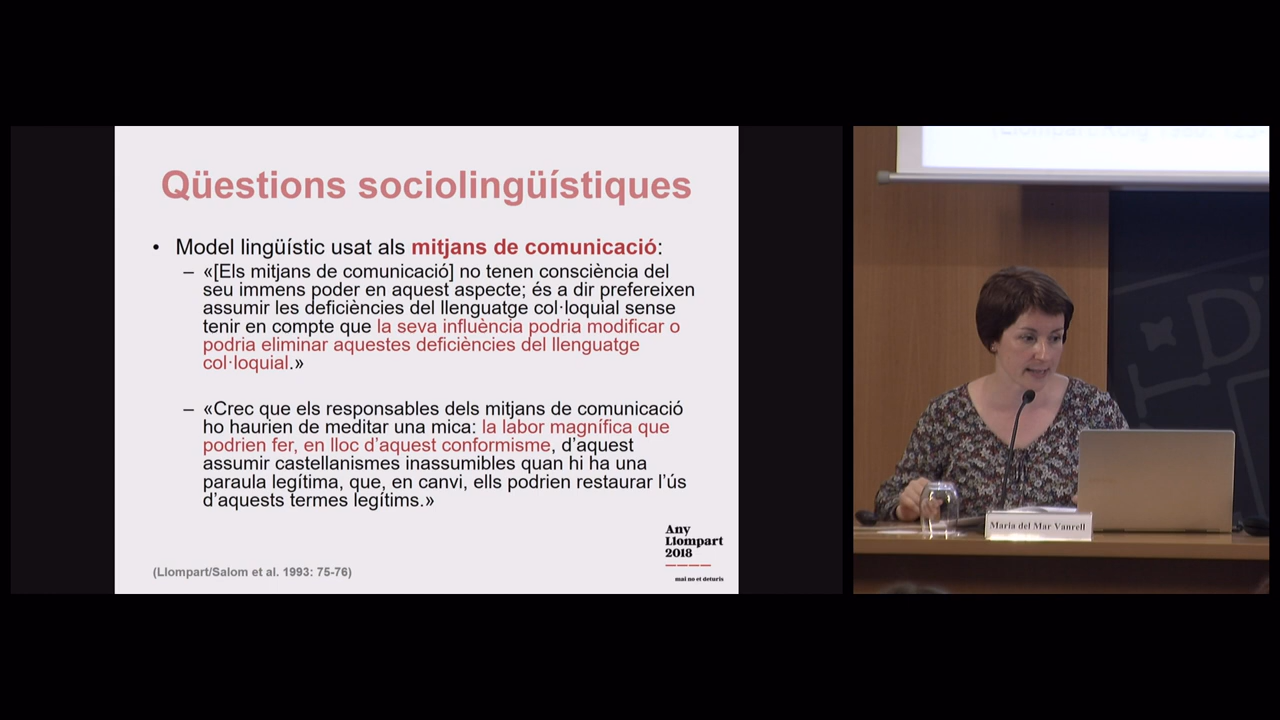 Qüestions sociolingüístiques
• Model lingüístic usat als mitjans de comunicació:
– «[Els mitjans de comunicació] no tenen consciència del
seu immens poder en aquest aspecte; és a dir prefereixen
assumir les deficiències del llenguatge col·loquial sense
tenir en compte que la seva influència podria modificar o
podria eliminar aquestes deficiències del llenguatge
col·loquial.»
– «Crec que els responsables dels mitjans de comunicació
ho haurien de meditar una mica: la labor magnífica que
podrien fer, en lloc d’aquest conformisme, d’aquest
assumir castellanismes inassumibles quan hi ha una
paraula legítima, que, en canvi, ells podrien restaurar l’ús
d’aquests termes legítims.»
(Llompart/Salom et al. 1993: 75-76)
Any
Llompart
2018
mai no et deturis
Maria del Mar Vanrell